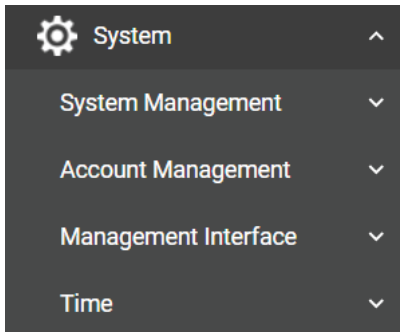 System
System Management
Account Management
Management Interface
Time